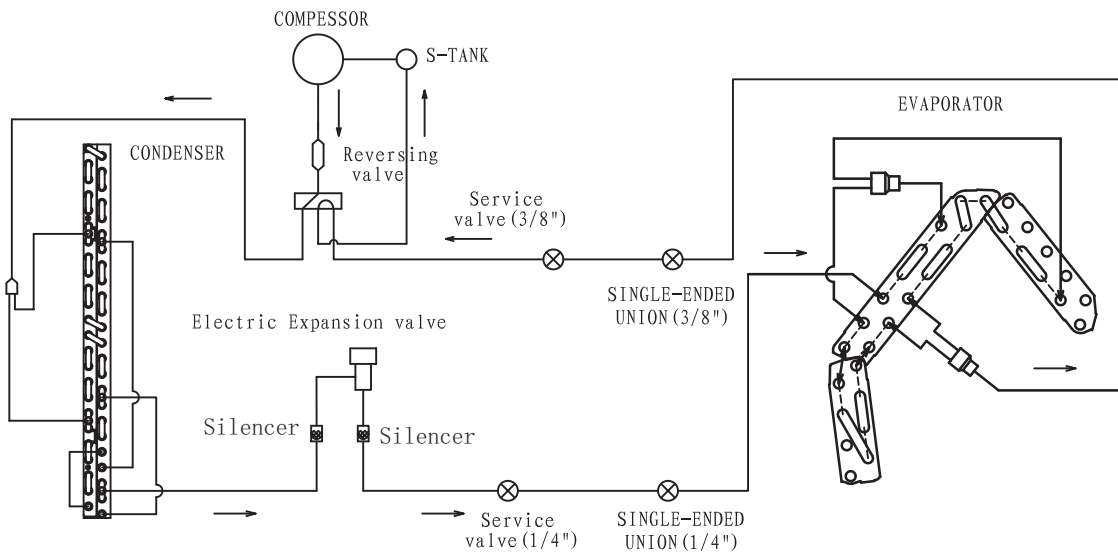 COMPESSOR
S-TANK
EVAPORATOR
CONDENSER
Reversing
valve
Service
valve(3/8")
SINGLE-ENDED
UNION(3/8")
Electric Expansion valve
Silencer
Silencer
Service
valve(1/4")
SINGLE-ENDED
UNION(1/4")